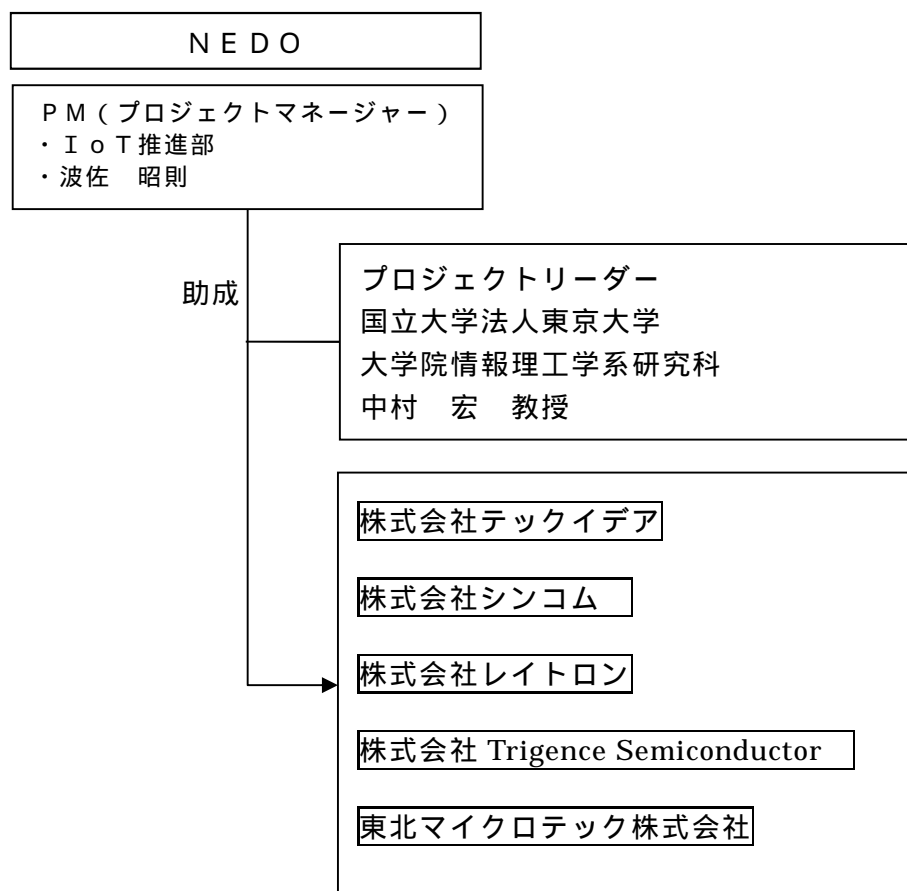 ＮＥＤＯ
ＰＭ（プロジェクトマネージャー）
・ＩｏＴ推進部
・波佐　昭則
助成
プロジェクトリーダー
国立大学法人東京大学
大学院情報理工学系研究科
中村　宏　教授
株式会社テックイデア
株式会社シンコム
株式会社レイトロン
株式会社 Trigence Semiconductor
東北マイクロテック株式会社